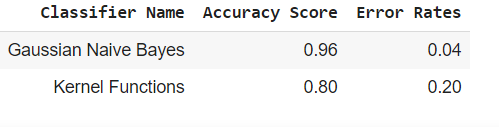 Classifier Name Accuracy Score Error Rates
Gaussian Naive Bayes 0.96 0.04
Kernel Functions 0.80 0.20